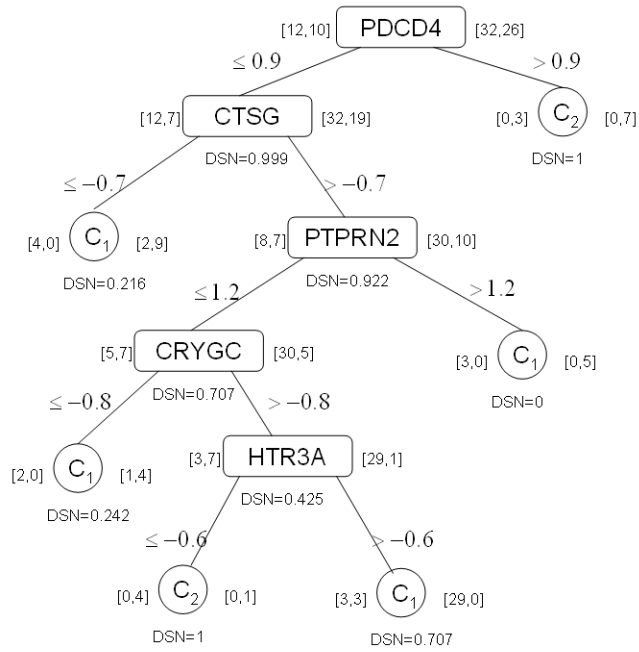 [12,10] PDCD4 [32,26]
≤ 0.9 > 0.9
[12,7] CTSG [32,19] [0,3] C₂ [0,7]
DSN=0.999 DSN=1
≤ −0.7 > −0.7
[4,0] C₁ [2,9] [8,7] PTPRN2 [30,10]
DSN=0.216 DSN=0.922
≤1.2 >1.2
[5,7] CRYGC [30,5] [3,0] C₁ [0,5]
DSN=0.707 DSN=0
≤ −0.8 > −0.8
[2,0] C₁ [1,4] [3,7] HTR3A [29,1]
DSN=0.242 DSN=0.425
≤ −0.6 > −0.6
[0,4] C₂ [0,1] [3,3] C₁ [29,0]
DSN=1 DSN=0.707